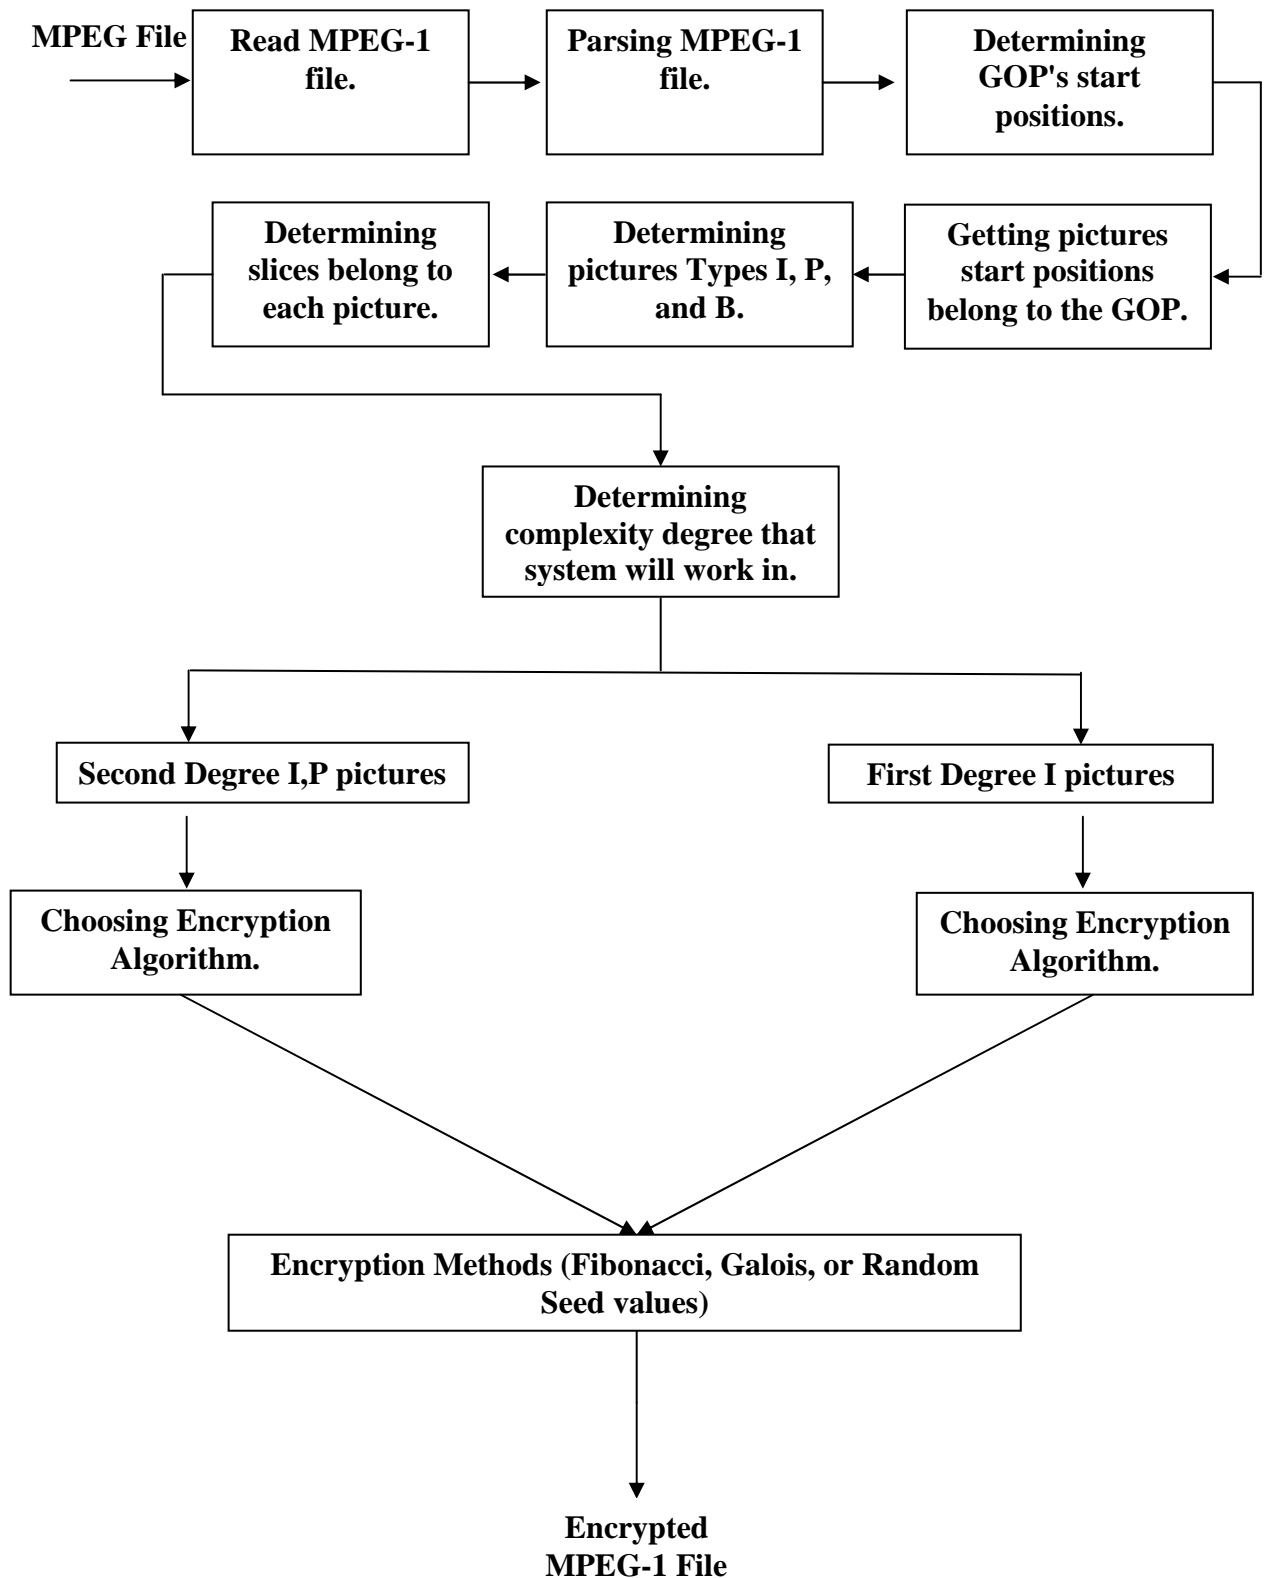 MPEG File
Read MPEG-1
file.
Parsing MPEG-1
file.
Determining
GOP's start
positions.
Getting pictures
start positions
belong to the GOP.
Determining
pictures Types I, P,
and B.
Determining
slices belong to
each picture.
Determining
complexity degree that
system will work in.
Second Degree I,P pictures
First Degree I pictures
Choosing Encryption
Algorithm.
Choosing Encryption
Algorithm.
Encryption Methods (Fibonacci, Galois, or Random
Seed values)
Encrypted
MPEG-1 File